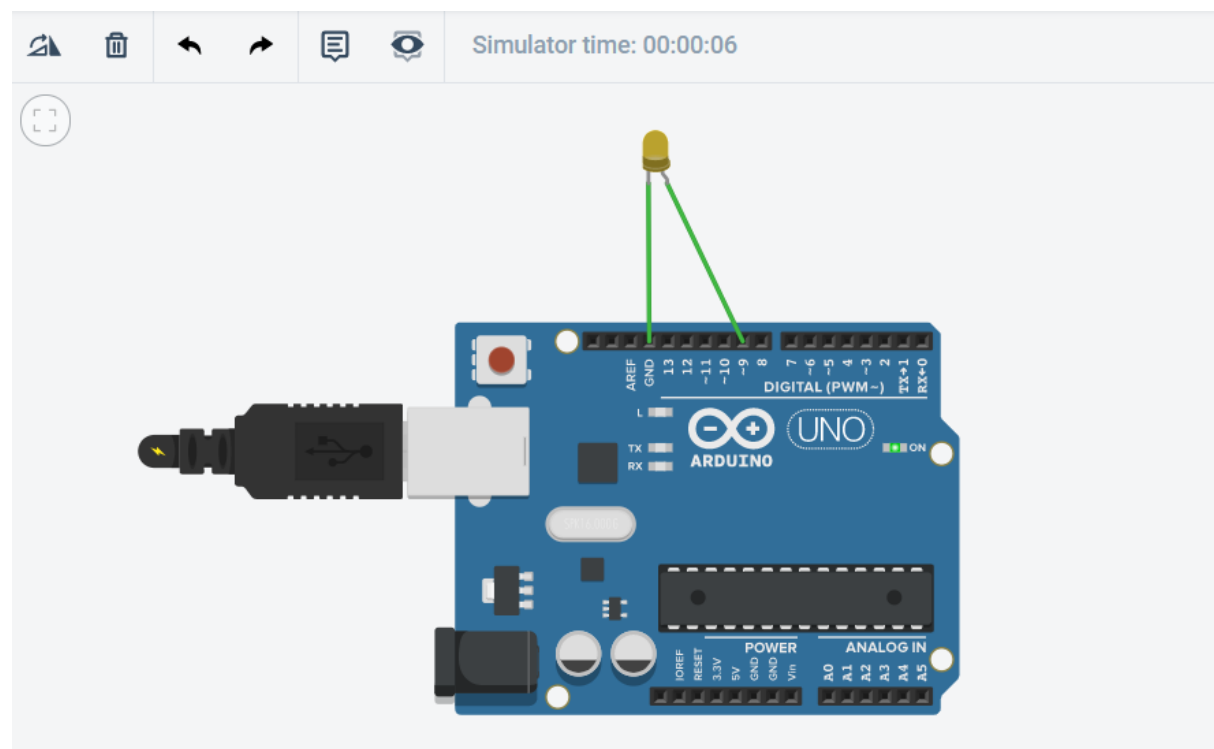 Simulator time: 00:00:06
AREF
GND
13
12
~11
~10
~9
8
7
~6
~5
4
~3
2
TX→1
RX←0
DIGITAL (PWM~)
L
TX
RX
ARDUINO
UNO
ON
POWER
ANALOG IN
IOREF
RESET
3.3V
5V
GND
GND
Vin
A0
A1
A2
A3
A4
A5